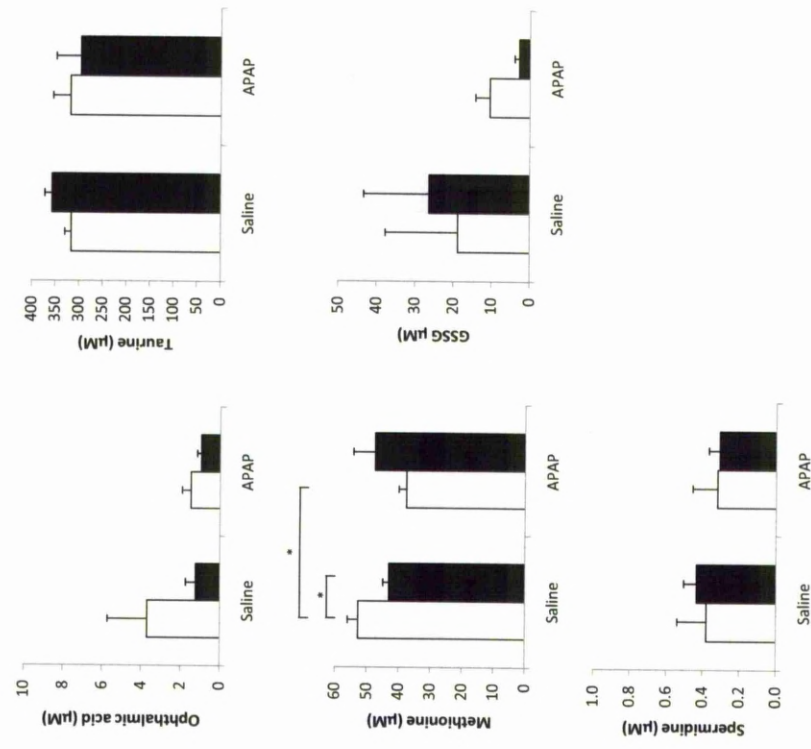 Ophthalmic acid (µM)
10
8
6
4
2
0
Saline
APAP
Taurine (µM)
400
350
300
250
200
150
100
50
0
Saline
APAP
Methionine (µM)
60
50
40
30
20
10
0
*
*
Saline
APAP
GSSG µM)
50
40
30
20
10
0
Saline
APAP
Spermidine (µM)
1.0
0.8
0.6
0.4
0.2
0.0
Saline
APAP